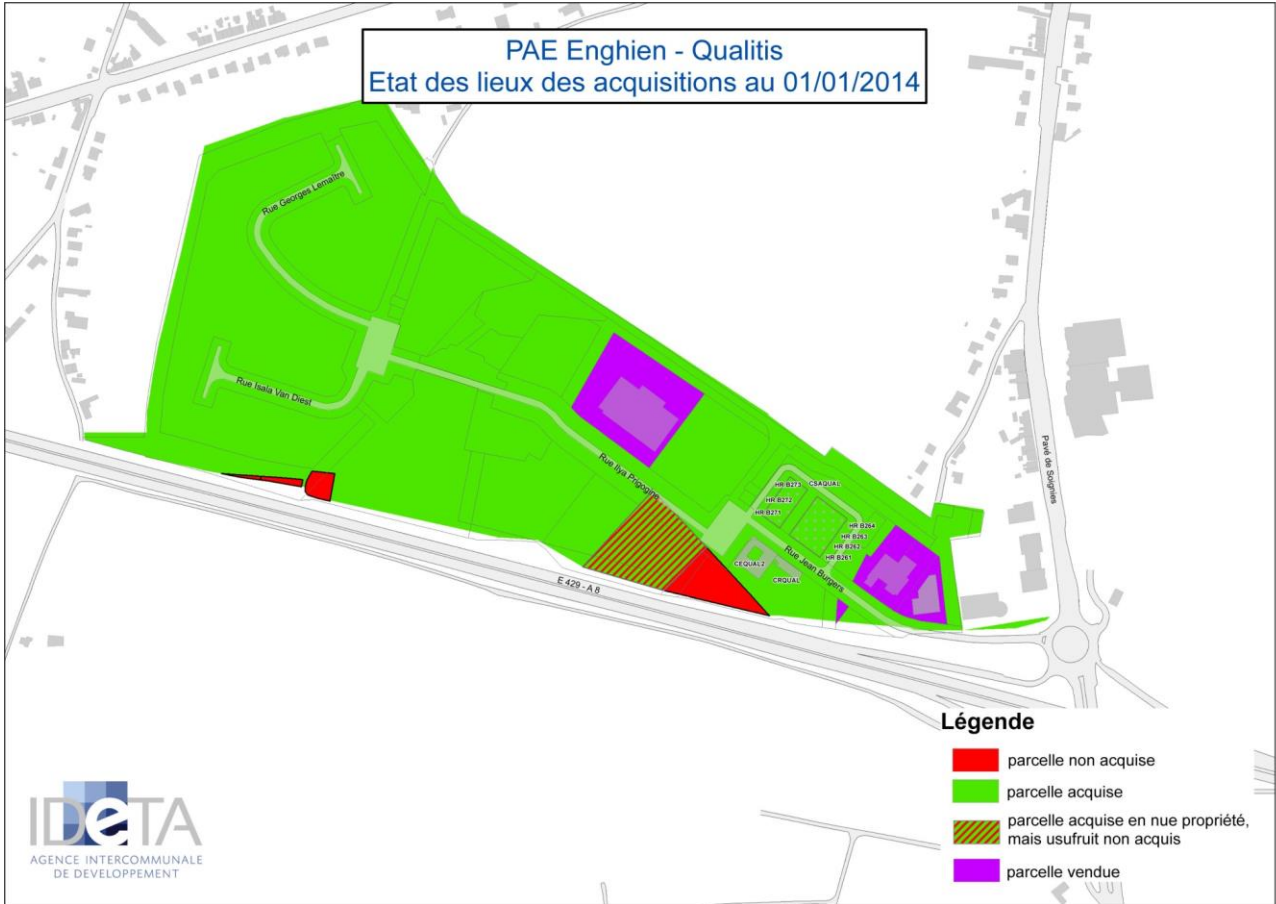 PAE Enghien - Qualitis
Etat des lieux des acquisitions au 01/01/2014
Rue Georges Lemaître
Rue Isala Van Diest
Rue Ilya Prigogine
HR B273
CSAQUAL
HR B272
HR B271
HR B264
HR B263
HR B262
HR B261
CEQUAL2
CRQUAL
Rue Jean Burgers
Pavé de Soignies
E 429 - A 8
Légende
parcelle non acquise
parcelle acquise
parcelle acquise en nue propriété,
mais usufruit non acquis
parcelle vendue
IDeTA
AGENCE INTERCOMMUNALE
DE DEVELOPPEMENT